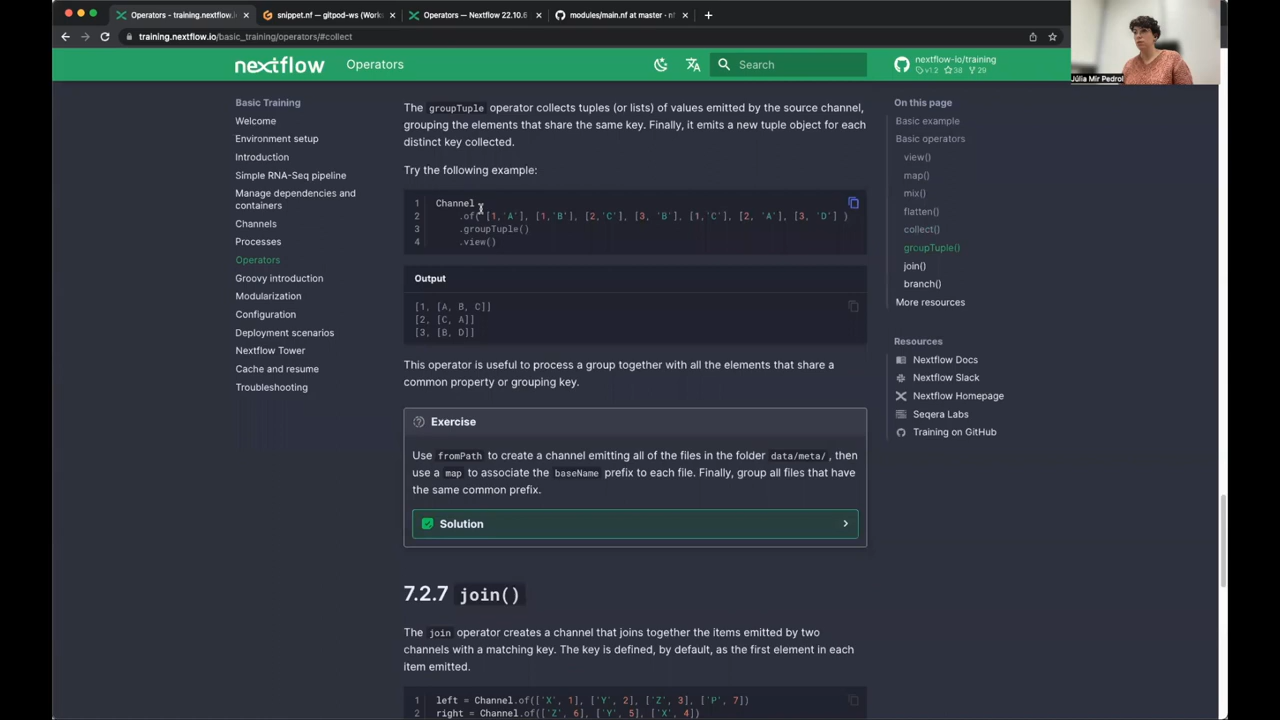 Operators - training.nextflow.io/
snippet.nf — gitpod-ws (Work
Operators — Nextflow 22.10.6
modules/main.nf at master · nf
training.nextflow.io/basic_training/operators/#collect
nextflow
Operators
Search
nextflow-io/training
v1.2 38 29
Júlia Mir Pedrol
Basic Training
Welcome
Environment setup
Introduction
Simple RNA-Seq pipeline
Manage dependencies and
containers
Channels
Processes
Operators
Groovy introduction
Modularization
Configuration
Deployment scenarios
Nextflow Tower
Cache and resume
Troubleshooting
The groupTuple operator collects tuples (or lists) of values emitted by the source channel,
grouping the elements that share the same key. Finally, it emits a new tuple object for each
distinct key collected.
Try the following example:
1 Channel
2 .of( [1,'A'], [1,'B'], [2,'C'], [3, 'B'], [1,'C'], [2, 'A'], [3, 'D'] )
3 .groupTuple()
4 .view()
Output
[1, [A, B, C]]
[2, [C, A]]
[3, [B, D]]
This operator is useful to process a group together with all the elements that share a
common property or grouping key.
Exercise
Use fromPath to create a channel emitting all of the files in the folder data/meta/, then
use a map to associate the baseName prefix to each file. Finally, group all files that have
the same common prefix.
Solution
7.2.7 join()
The join operator creates a channel that joins together the items emitted by two
channels with a matching key. The key is defined, by default, as the first element in each
item emitted.
1 left = Channel.of(['X', 1], ['Y', 2], ['Z', 3], ['P', 7])
2 right = Channel.of(['Z', 6], ['Y', 5], ['X', 4])
On this page
Basic example
Basic operators
view()
map()
mix()
flatten()
collect()
groupTuple()
join()
branch()
More resources
Resources
Nextflow Docs
Nextflow Slack
Nextflow Homepage
Seqera Labs
Training on GitHub